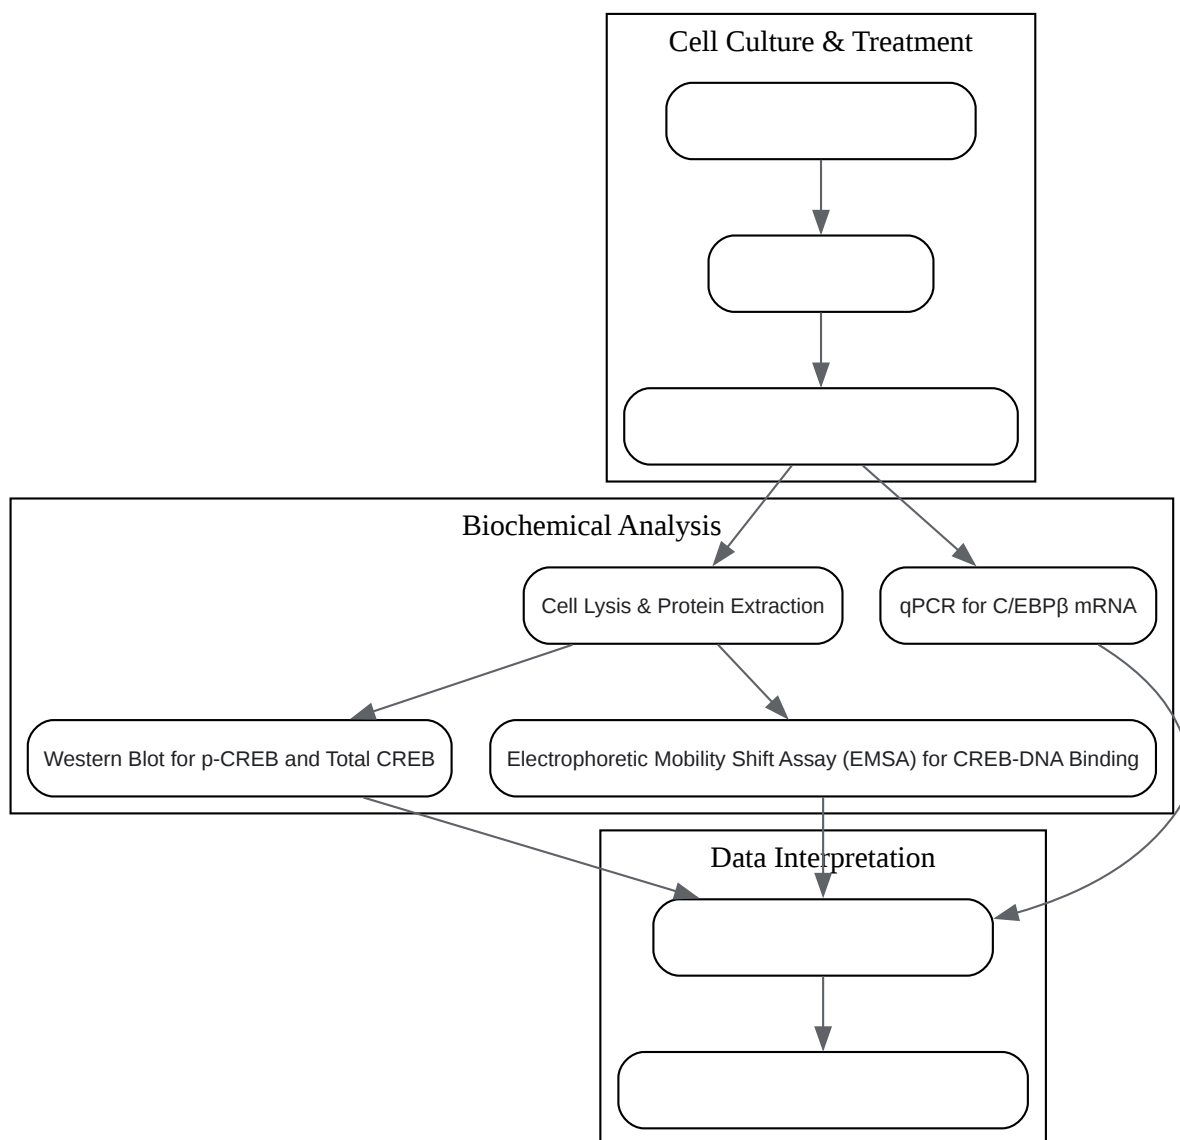 Cell Culture & Treatment
Biochemical Analysis
Cell Lysis & Protein Extraction
qPCR for C/EBPβ mRNA
Western Blot for p-CREB and Total CREB
Electrophoretic Mobility Shift Assay (EMSA) for CREB-DNA Binding
Data Interpretation